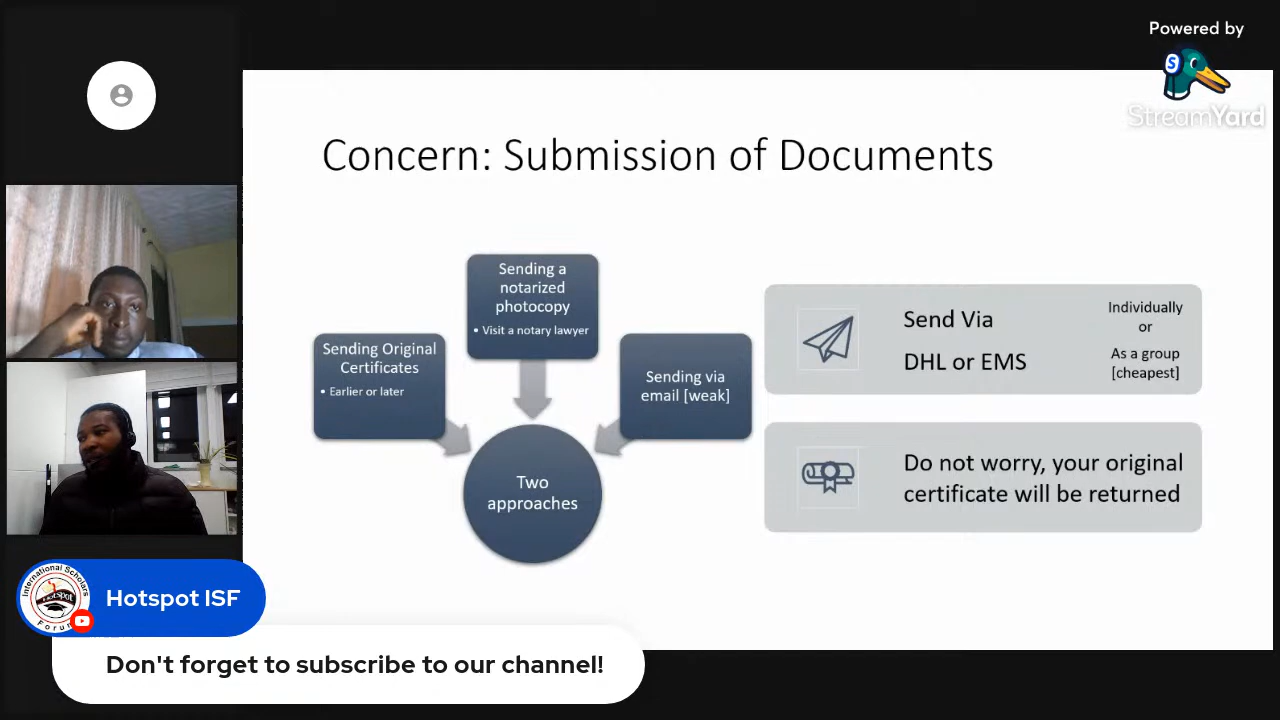 Powered by
StreamYard
Concern: Submission of Documents
Sending a
notarized
photocopy
• Visit a notary lawyer
Sending Original
Certificates
• Earlier or later
Sending via
email [weak]
Two
approaches
Send Via
DHL or EMS
Individually
or
As a group
[cheapest]
Do not worry, your original
certificate will be returned
International Scholars
Hotspot
Forum
Hotspot ISF
Don't forget to subscribe to our channel!